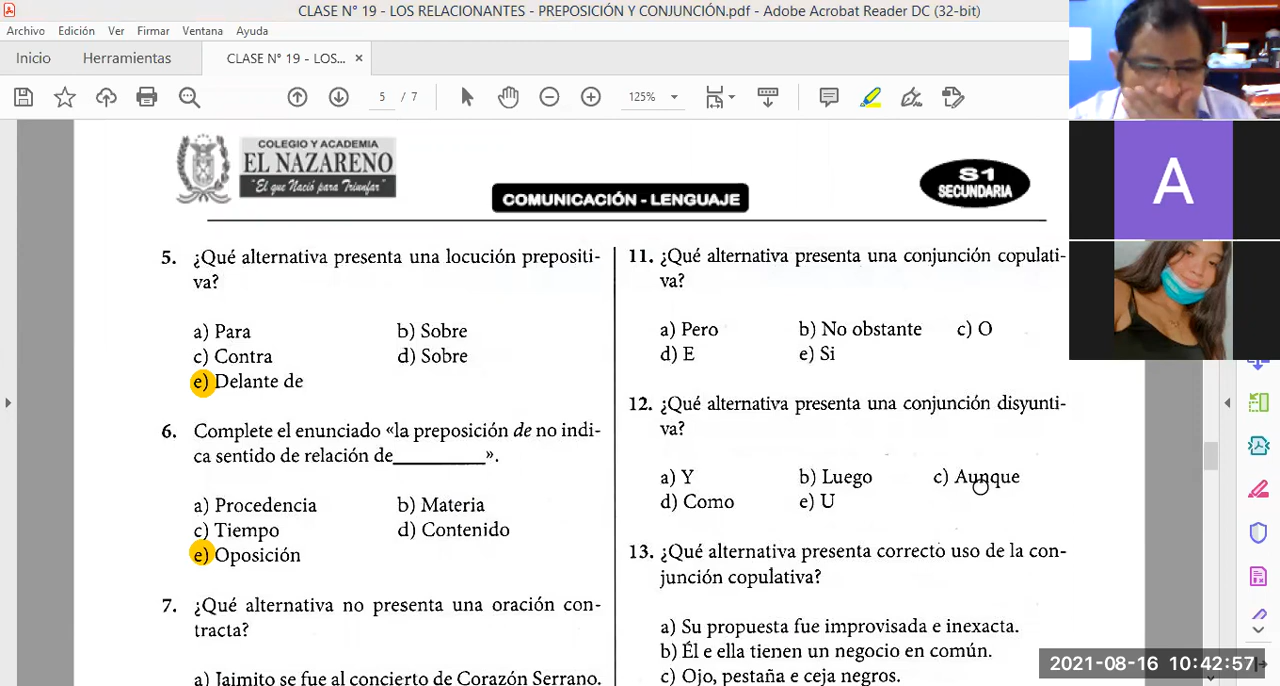 CLASE N° 19 - LOS RELACIONANTES - PREPOSICIÓN Y CONJUNCIÓN.pdf - Adobe Acrobat Reader DC (32-bit)
Archivo Edición Ver Firmar Ventana Ayuda
Inicio Herramientas CLASE N° 19 - LOS... ×
5 / 7 125%
COLEGIO Y ACADEMIA
EL NAZARENO
"El que Nació para Triunfar"
COMUNICACIÓN - LENGUAJE
S1
SECUNDARIA
5. ¿Qué alternativa presenta una locución prepositi-
va?
a) Para b) Sobre
c) Contra d) Sobre
e) Delante de
6. Complete el enunciado «la preposición de no indi-
ca sentido de relación de_________».
a) Procedencia b) Materia
c) Tiempo d) Contenido
e) Oposición
7. ¿Qué alternativa no presenta una oración con-
tracta?
a) Jaimito se fue al concierto de Corazón Serrano.
11. ¿Qué alternativa presenta una conjunción copulati-
va?
a) Pero b) No obstante c) O
d) E e) Si
12. ¿Qué alternativa presenta una conjunción disyunti-
va?
a) Y b) Luego c) Aunque
d) Como e) U
13. ¿Qué alternativa presenta correcto uso de la con-
junción copulativa?
a) Su propuesta fue improvisada e inexacta.
b) Él e ella tienen un negocio en común.
c) Ojo, pestaña e ceja negros.
A
2021-08-16 10:42:57